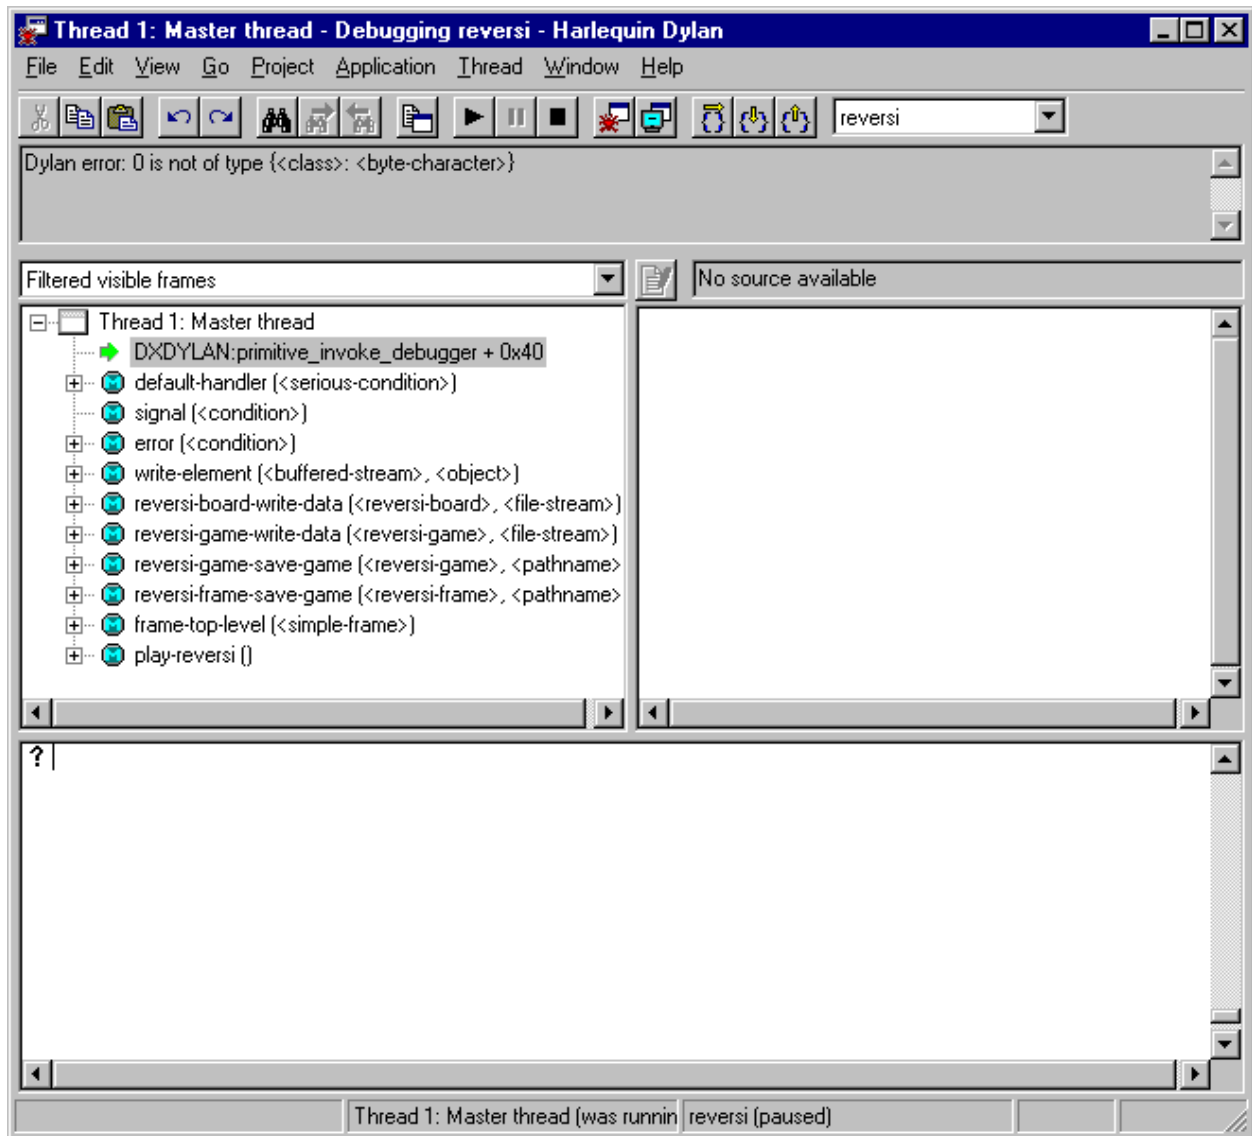 Thread 1: Master thread - Debugging reversi - Harlequin Dylan
File Edit View Go Project Application Thread Window Help
reversi
Dylan error: 0 is not of type {<class>: <byte-character>}
Filtered visible frames
No source available
Thread 1: Master thread
DXDYLAN:primitive_invoke_debugger + 0x40
default-handler (<serious-condition>)
signal (<condition>)
error (<condition>)
write-element (<buffered-stream>, <object>)
reversi-board-write-data (<reversi-board>, <file-stream>)
reversi-game-write-data (<reversi-game>, <file-stream>)
reversi-game-save-game (<reversi-game>, <pathname>
reversi-frame-save-game (<reversi-frame>, <pathname>
frame-top-level (<simple-frame>)
play-reversi ()
?
Thread 1: Master thread (was runnin reversi (paused)